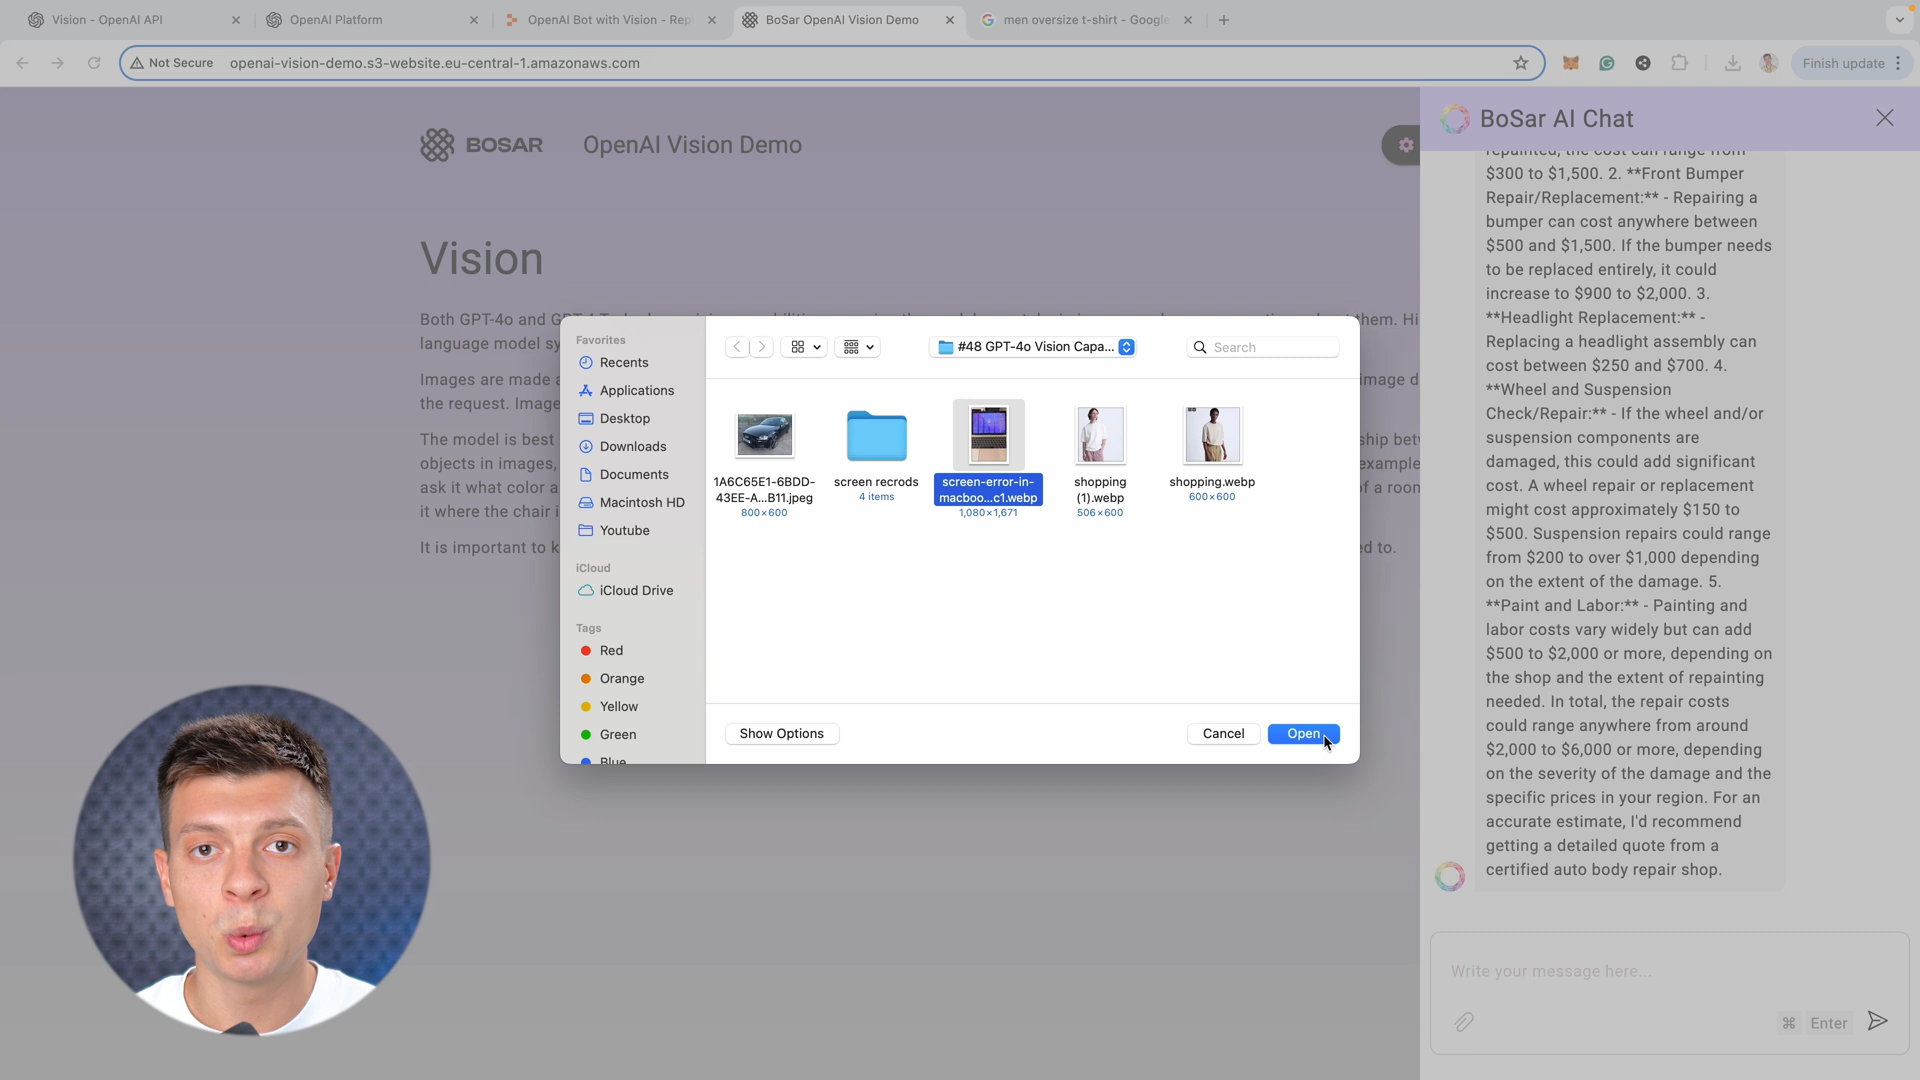 Vision - OpenAI API
OpenAI Platform
OpenAI Bot with Vision - Rep
BoSar OpenAI Vision Demo
men oversize t-shirt - Google
Not Secure
openai-vision-demo.s3-website.eu-central-1.amazonaws.com
Finish update
BOSAR
OpenAI Vision Demo
Vision
Both GPT-4o and
them. Hi
language model sy
Images are made a
image d
the request. Image
The model is best
ship betw
objects in images,
example
ask it what color a
of a room
it where the chair i
It is important to k
ed to.
Favorites
Recents
Applications
Desktop
Downloads
Documents
Macintosh HD
Youtube
iCloud
iCloud Drive
Tags
Red
Orange
Yellow
Green
Blue
#48 GPT-4o Vision Capa...
Search
1A6C65E1-6BDD-
43EE-A...B11.jpeg
800×600
screen recrods
4 items
screen-error-in-
macboo...c1.webp
1,080×1,671
shopping
(1).webp
506×600
shopping.webp
600×600
Show Options
Cancel
Open
BoSar AI Chat
repainted, the cost can range from
$300 to $1,500. 2. **Front Bumper
Repair/Replacement:** - Repairing a
bumper can cost anywhere between
$500 and $1,500. If the bumper needs
to be replaced entirely, it could
increase to $900 to $2,000. 3.
**Headlight Replacement:** -
Replacing a headlight assembly can
cost between $250 and $700. 4.
**Wheel and Suspension
Check/Repair:** - If the wheel and/or
suspension components are
damaged, this could add significant
cost. A wheel repair or replacement
might cost approximately $150 to
$500. Suspension repairs could range
from $200 to over $1,000 depending
on the extent of the damage. 5.
**Paint and Labor:** - Painting and
labor costs vary widely but can add
$500 to $2,000 or more, depending on
the shop and the extent of repainting
needed. In total, the repair costs
could range anywhere from around
$2,000 to $6,000 or more, depending
on the severity of the damage and the
specific prices in your region. For an
accurate estimate, I'd recommend
getting a detailed quote from a
certified auto body repair shop.
Write your message here...
⌘ Enter